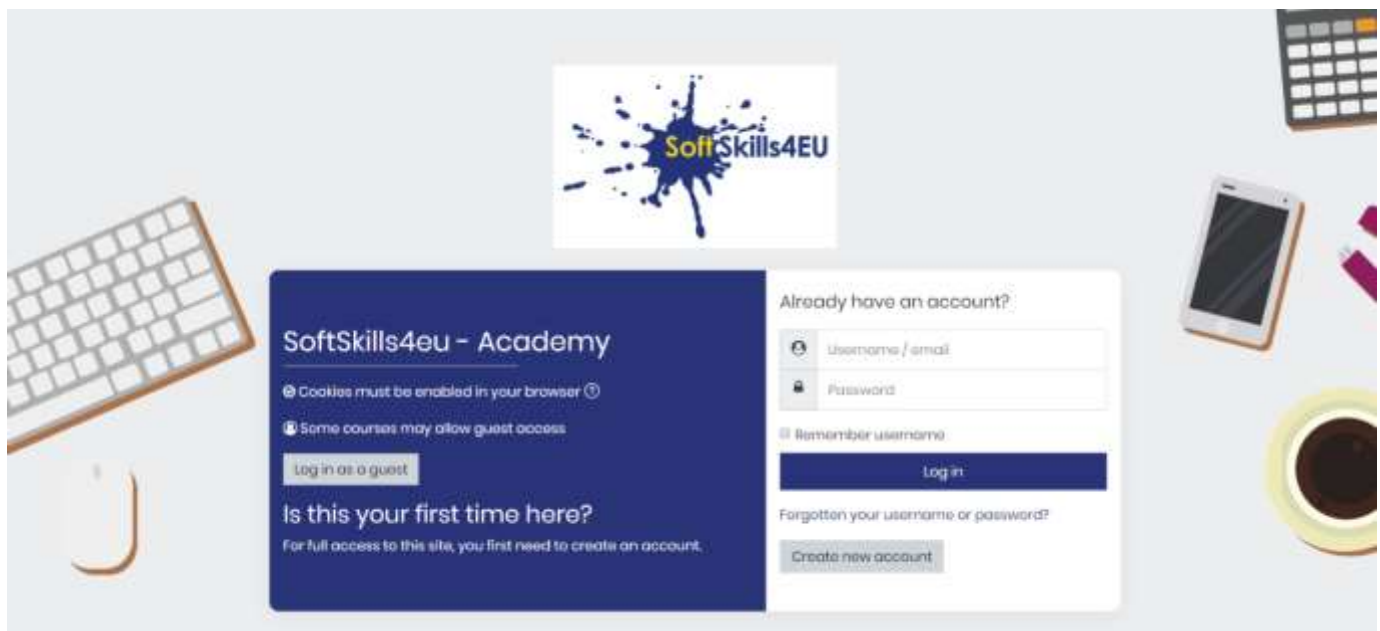 SoftSkills4EU
SoftSkills4eu - Academy
Cookies must be enabled in your browser
Some courses may allow guest access
Log in as a guest
Is this your first time here?
For full access to this site, you first need to create an account.
Already have an account?
Username / email
Password
Remember username
Log in
Forgotten your username or password?
Create new account